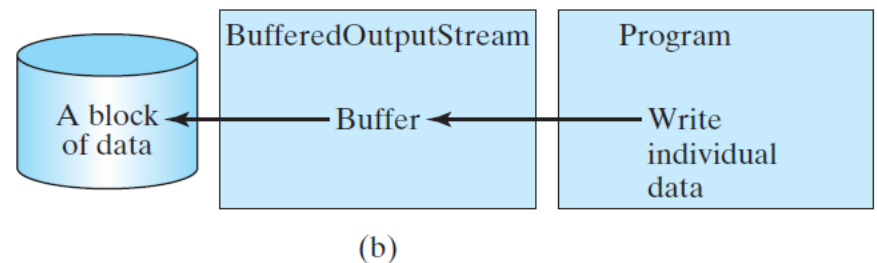 BufferedOutputStream
Program
A block
of data
Buffer
Write
individual
data
(b)